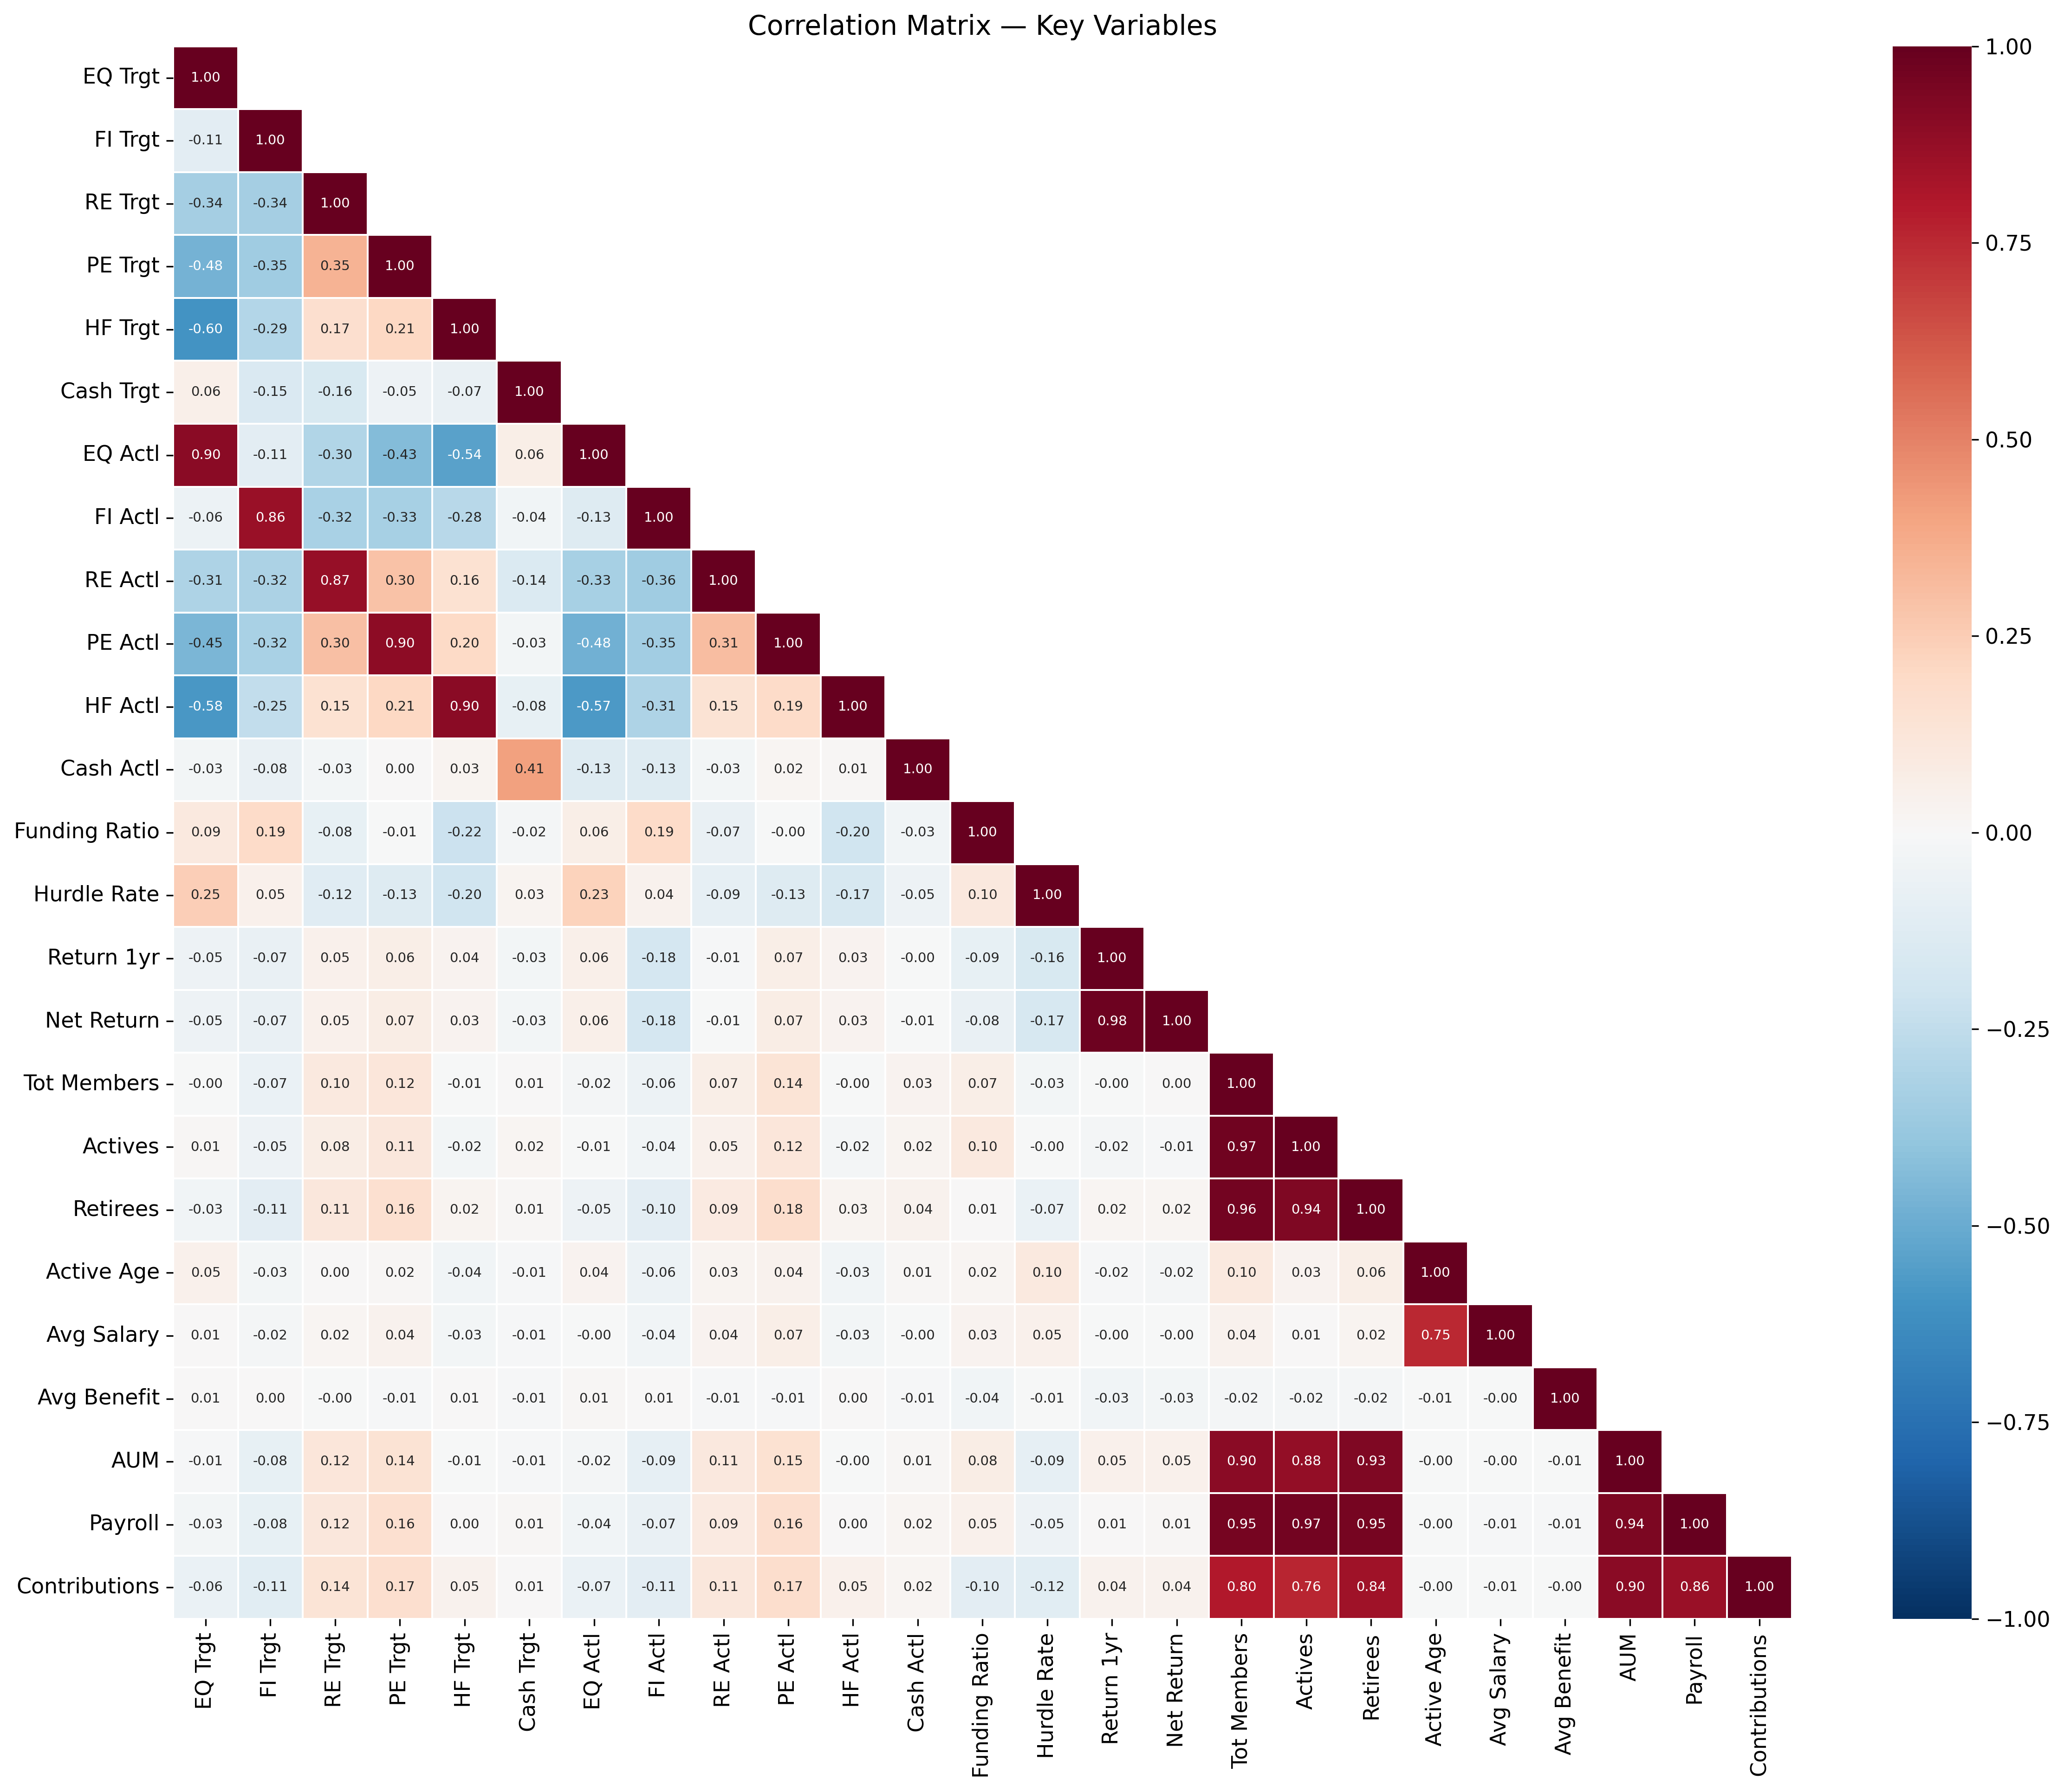 Correlation Matrix — Key Variables
EQ Trgt 1.00
FI Trgt -0.11 1.00
RE Trgt -0.34 -0.34 1.00
PE Trgt -0.48 -0.35 0.35 1.00
HF Trgt -0.60 -0.29 0.17 0.21 1.00
Cash Trgt 0.06 -0.15 -0.16 -0.05 -0.07 1.00
EQ Actl 0.90 -0.11 -0.30 -0.43 -0.54 0.06 1.00
FI Actl -0.06 0.86 -0.32 -0.33 -0.28 -0.04 -0.13 1.00
RE Actl -0.31 -0.32 0.87 0.30 0.16 -0.14 -0.33 -0.36 1.00
PE Actl -0.45 -0.32 0.30 0.90 0.20 -0.03 -0.48 -0.35 0.31 1.00
HF Actl -0.58 -0.25 0.15 0.21 0.90 -0.08 -0.57 -0.31 0.15 0.19 1.00
Cash Actl -0.03 -0.08 -0.03 0.00 0.03 0.41 -0.13 -0.13 -0.03 0.02 0.01 1.00
Funding Ratio 0.09 0.19 -0.08 -0.01 -0.22 -0.02 0.06 0.19 -0.07 -0.00 -0.20 -0.03 1.00
Hurdle Rate 0.25 0.05 -0.12 -0.13 -0.20 0.03 0.23 0.04 -0.09 -0.13 -0.17 -0.05 0.10 1.00
Return 1yr -0.05 -0.07 0.05 0.06 0.04 -0.03 0.06 -0.18 -0.01 0.07 0.03 -0.00 -0.09 -0.16 1.00
Net Return -0.05 -0.07 0.05 0.07 0.03 -0.03 0.06 -0.18 -0.01 0.07 0.03 -0.01 -0.08 -0.17 0.98 1.00
Tot Members -0.00 -0.07 0.10 0.12 -0.01 0.01 -0.02 -0.06 0.07 0.14 -0.00 0.03 0.07 -0.03 -0.00 0.00 1.00
Actives 0.01 -0.05 0.08 0.11 -0.02 0.02 -0.01 -0.04 0.05 0.12 -0.02 0.02 0.10 -0.00 -0.02 -0.01 0.97 1.00
Retirees -0.03 -0.11 0.11 0.16 0.02 0.01 -0.05 -0.10 0.09 0.18 0.03 0.04 0.01 -0.07 0.02 0.02 0.96 0.94 1.00
Active Age 0.05 -0.03 0.00 0.02 -0.04 -0.01 0.04 -0.06 0.03 0.04 -0.03 0.01 0.02 0.10 -0.02 -0.02 0.10 0.03 0.06 1.00
Avg Salary 0.01 -0.02 0.02 0.04 -0.03 -0.01 -0.00 -0.04 0.04 0.07 -0.03 -0.00 0.03 0.05 -0.00 -0.00 0.04 0.01 0.02 0.75 1.00
Avg Benefit 0.01 0.00 -0.00 -0.01 0.01 -0.01 0.01 0.01 -0.01 -0.01 0.00 -0.01 -0.04 -0.01 -0.03 -0.03 -0.02 -0.02 -0.02 -0.01 -0.00 1.00
AUM -0.01 -0.08 0.12 0.14 -0.01 -0.01 -0.02 -0.09 0.11 0.15 -0.00 0.01 0.08 -0.09 0.05 0.05 0.90 0.88 0.93 -0.00 -0.00 -0.01 1.00
Payroll -0.03 -0.08 0.12 0.16 0.00 0.01 -0.04 -0.07 0.09 0.16 0.00 0.02 0.05 -0.05 0.01 0.01 0.95 0.97 0.95 -0.00 -0.01 -0.01 0.94 1.00
Contributions -0.06 -0.11 0.14 0.17 0.05 0.01 -0.07 -0.11 0.11 0.17 0.05 0.02 -0.10 -0.12 0.04 0.04 0.80 0.76 0.84 -0.00 -0.01 -0.00 0.90 0.86 1.00
EQ Trgt
FI Trgt
RE Trgt
PE Trgt
HF Trgt
Cash Trgt
EQ Actl
FI Actl
RE Actl
PE Actl
HF Actl
Cash Actl
Funding Ratio
Hurdle Rate
Return 1yr
Net Return
Tot Members
Actives
Retirees
Active Age
Avg Salary
Avg Benefit
AUM
Payroll
Contributions
1.00
0.75
0.50
0.25
0.00
−0.25
−0.50
−0.75
−1.00